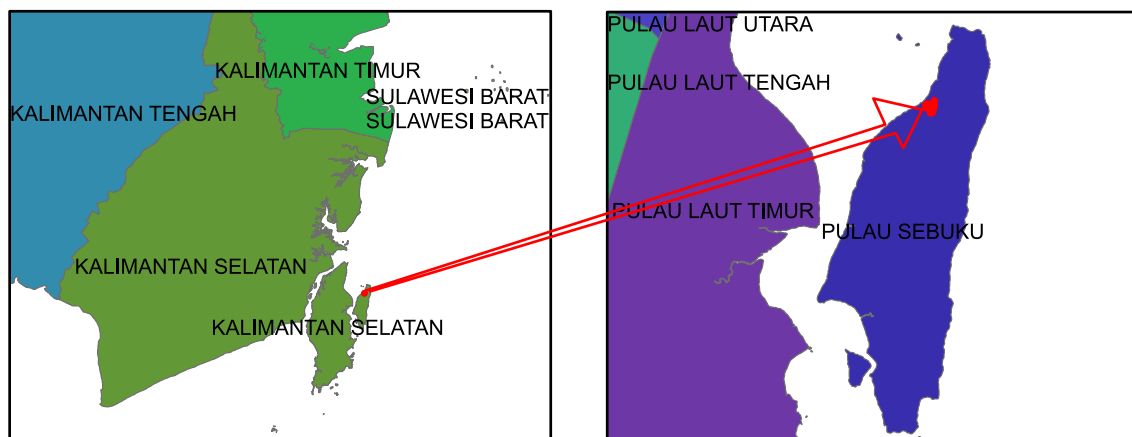 KALIMANTAN TIMUR
SULAWESI BARAT
KALIMANTAN TENGAH
SULAWESI BARAT
KALIMANTAN SELATAN
KALIMANTAN SELATAN
PULAU LAUT UTARA
PULAU LAUT TENGAH
PULAU LAUT TIMUR
PULAU SEBUKU